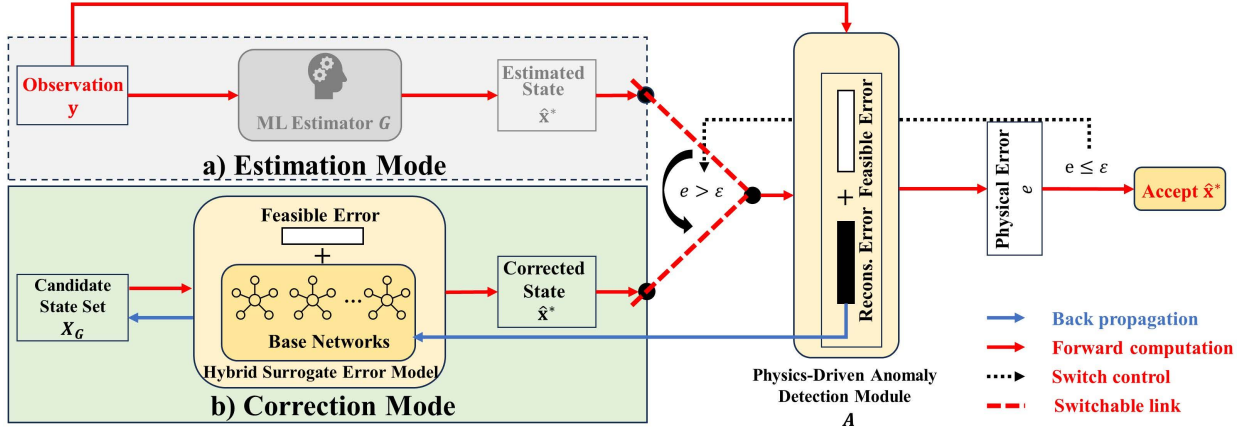 Observation
y
ML Estimator G
Estimated
State
x̂*
a) Estimation Mode
Feasible Error
+
Base Networks
Hybrid Surrogate Error Model
Candidate
State Set
X_G
Corrected
State
x̂*
b) Correction Mode
e > ε
Recons. Error + Feasible Error
Physics-Driven Anomaly
Detection Module
A
Physical Error
e
e ≤ ε
Accept x̂*
Back propagation
Forward computation
Switch control
Switchable link